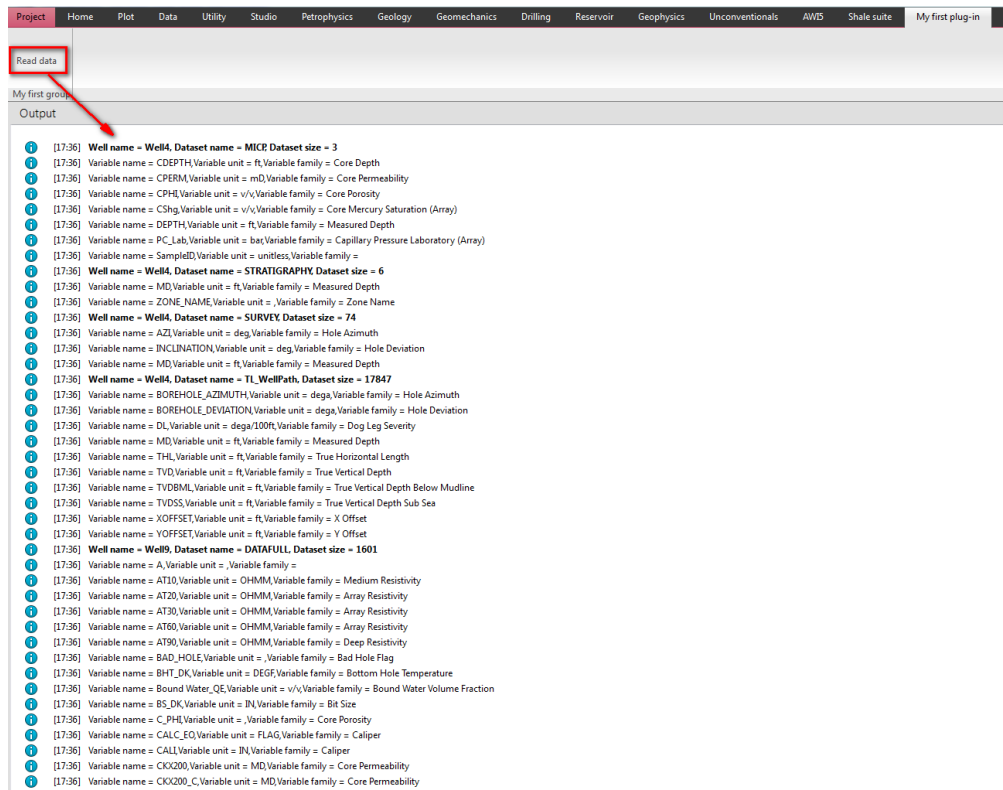 Project Home Plot Data Utility Studio Petrophysics Geology Geomechanics Drilling Reservoir Geophysics Unconventionals AWI5 Shale suite My first plug-in
Read data
My first group
Output
[17:36] Well name = Well4, Dataset name = MICP, Dataset size = 3
[17:36] Variable name = CDEPTH,Variable unit = ft,Variable family = Core Depth
[17:36] Variable name = CPERM,Variable unit = mD,Variable family = Core Permeability
[17:36] Variable name = CPHI,Variable unit = v/v,Variable family = Core Porosity
[17:36] Variable name = CShg,Variable unit = v/v,Variable family = Core Mercury Saturation (Array)
[17:36] Variable name = DEPTH,Variable unit = ft,Variable family = Measured Depth
[17:36] Variable name = PC_Lab,Variable unit = bar,Variable family = Capillary Pressure Laboratory (Array)
[17:36] Variable name = SampleID,Variable unit = unitless,Variable family =
[17:36] Well name = Well4, Dataset name = STRATIGRAPHY, Dataset size = 6
[17:36] Variable name = MD,Variable unit = ft,Variable family = Measured Depth
[17:36] Variable name = ZONE_NAME,Variable unit = ,Variable family = Zone Name
[17:36] Well name = Well4, Dataset name = SURVEY, Dataset size = 74
[17:36] Variable name = AZI,Variable unit = deg,Variable family = Hole Azimuth
[17:36] Variable name = INCLINATION,Variable unit = deg,Variable family = Hole Deviation
[17:36] Variable name = MD,Variable unit = ft,Variable family = Measured Depth
[17:36] Well name = Well4, Dataset name = TL_WellPath, Dataset size = 17847
[17:36] Variable name = BOREHOLE_AZIMUTH,Variable unit = dega,Variable family = Hole Azimuth
[17:36] Variable name = BOREHOLE_DEVIATION,Variable unit = dega,Variable family = Hole Deviation
[17:36] Variable name = DL,Variable unit = dega/100ft,Variable family = Dog Leg Severity
[17:36] Variable name = MD,Variable unit = ft,Variable family = Measured Depth
[17:36] Variable name = THL,Variable unit = ft,Variable family = True Horizontal Length
[17:36] Variable name = TVD,Variable unit = ft,Variable family = True Vertical Depth
[17:36] Variable name = TVDBML,Variable unit = ft,Variable family = True Vertical Depth Below Mudline
[17:36] Variable name = TVDSS,Variable unit = ft,Variable family = True Vertical Depth Sub Sea
[17:36] Variable name = XOFFSET,Variable unit = ft,Variable family = X Offset
[17:36] Variable name = YOFFSET,Variable unit = ft,Variable family = Y Offset
[17:36] Well name = Well9, Dataset name = DATAFULL, Dataset size = 1601
[17:36] Variable name = A,Variable unit = ,Variable family =
[17:36] Variable name = AT10,Variable unit = OHMM,Variable family = Medium Resistivity
[17:36] Variable name = AT20,Variable unit = OHMM,Variable family = Array Resistivity
[17:36] Variable name = AT30,Variable unit = OHMM,Variable family = Array Resistivity
[17:36] Variable name = AT60,Variable unit = OHMM,Variable family = Array Resistivity
[17:36] Variable name = AT90,Variable unit = OHMM,Variable family = Deep Resistivity
[17:36] Variable name = BAD_HOLE,Variable unit = ,Variable family = Bad Hole Flag
[17:36] Variable name = BHT_DK,Variable unit = DEGF,Variable family = Bottom Hole Temperature
[17:36] Variable name = Bound Water_QE,Variable unit = v/v,Variable family = Bound Water Volume Fraction
[17:36] Variable name = BS_DK,Variable unit = IN,Variable family = Bit Size
[17:36] Variable name = C_PHI,Variable unit = ,Variable family = Core Porosity
[17:36] Variable name = CALC_EO,Variable unit = FLAG,Variable family = Caliper
[17:36] Variable name = CALI,Variable unit = IN,Variable family = Caliper
[17:36] Variable name = CKX200,Variable unit = MD,Variable family = Core Permeability
[17:36] Variable name = CKX200_C,Variable unit = MD,Variable family = Core Permeability